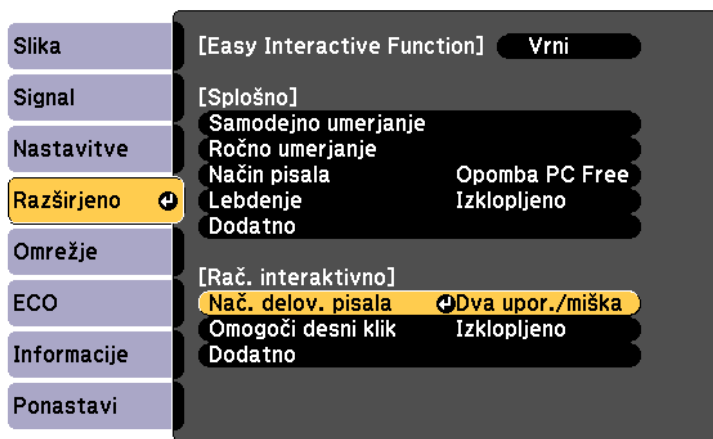 Slika
Signal
Nastavitve
Razširjeno
Omrežje
ECO
Informacije
Ponastavi
[Easy Interactive Function] Vrni
[Splošno]
Samodejno umerjanje
Ročno umerjanje
Način pisala Opomba PC Free
Lebdenje Izklopljeno
Dodatno
[Rač. interaktivno]
Nač. delov. pisala Dva upor./miška
Omogoči desni klik Izklopljeno
Dodatno